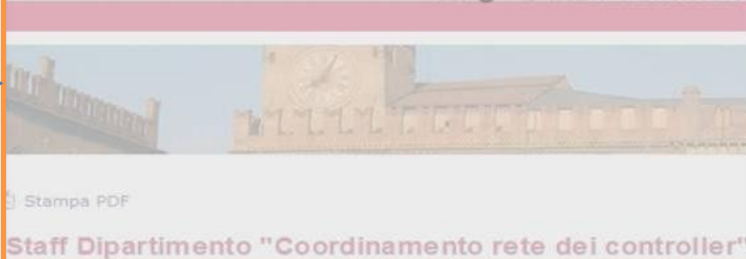 Stampa PDF
Staff Dipartimento "Coordinamento rete dei controller"